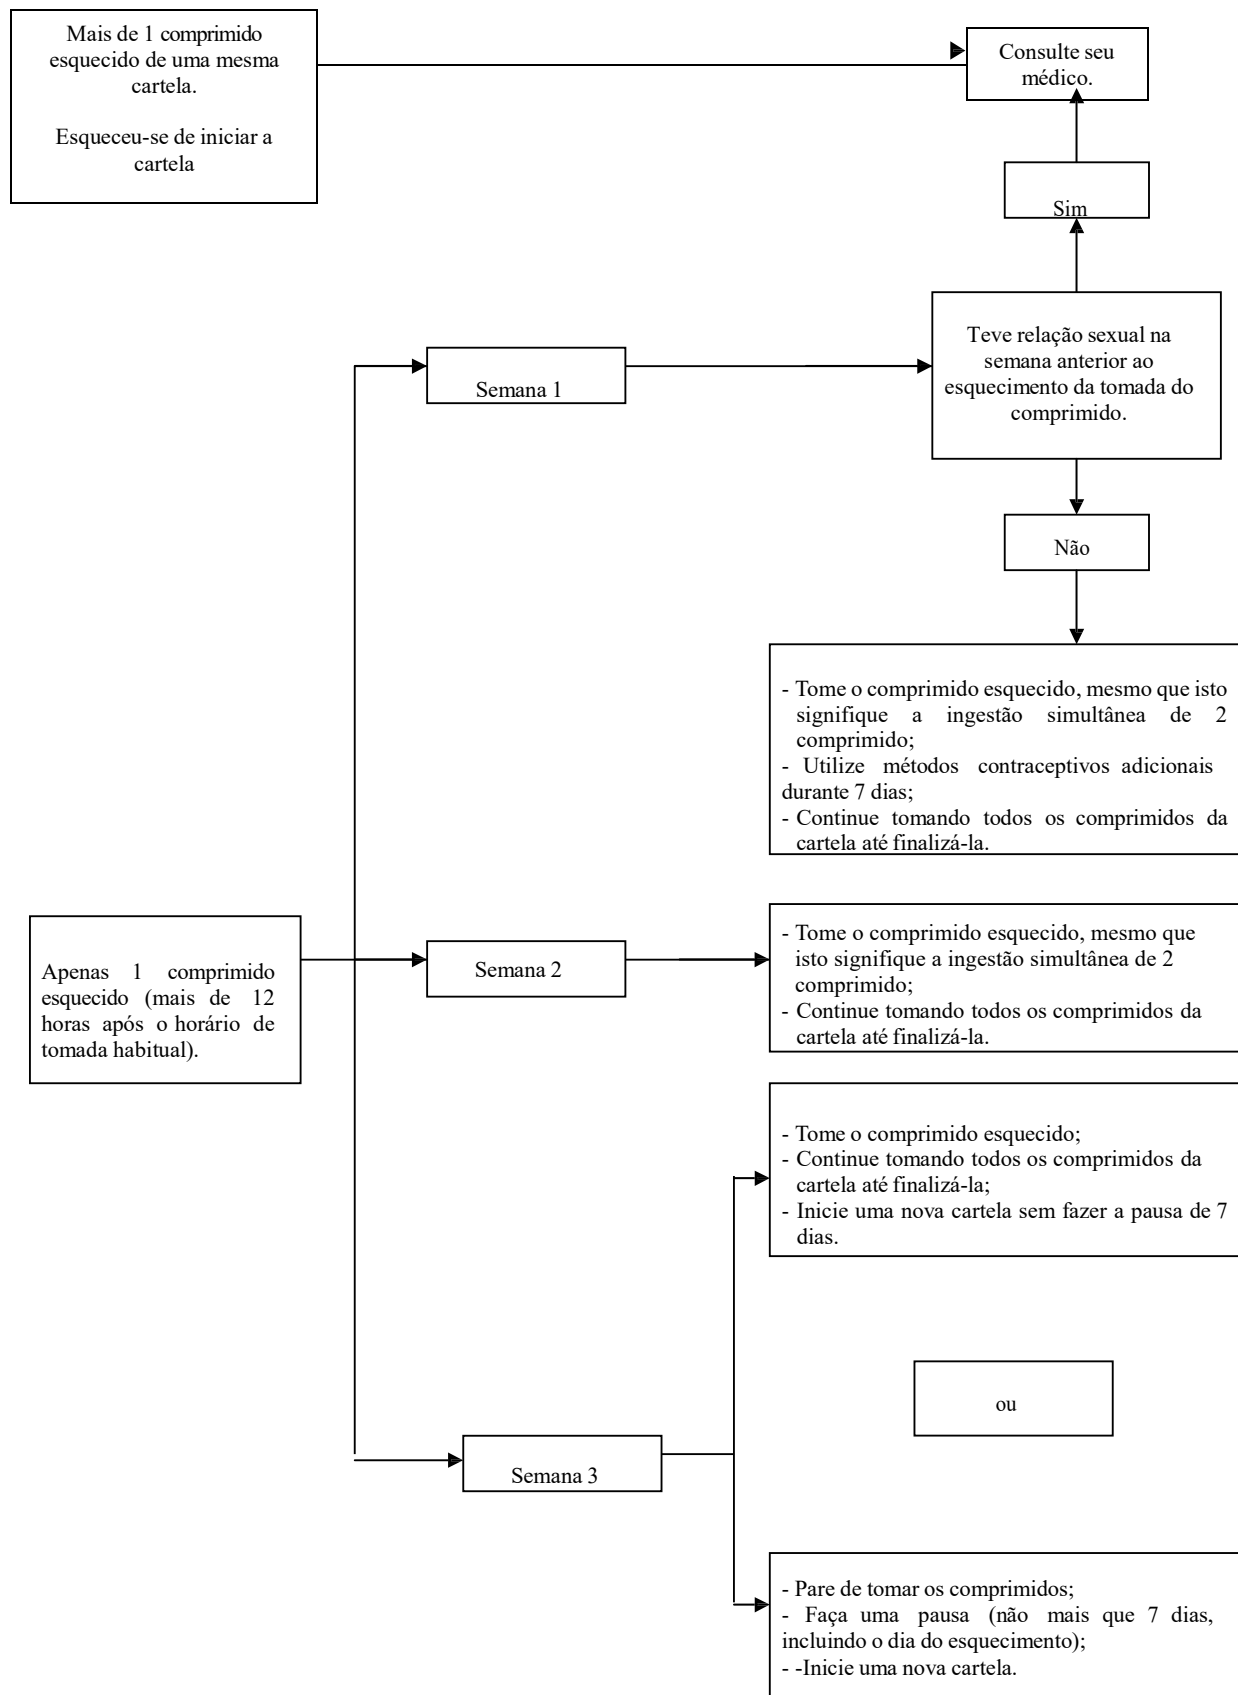 Mais de 1 comprimido
esquecido de uma mesma
cartela.
Esqueceu-se de iniciar a
cartela
Consulte seu
médico.
Sim
Teve relação sexual na
semana anterior ao
esquecimento da tomada do
comprimido.
Semana 1
Não
- Tome o comprimido esquecido, mesmo que isto
signifique a ingestão simultânea de 2
comprimido;
- Utilize métodos contraceptivos adicionais
durante 7 dias;
- Continue tomando todos os comprimidos da
cartela até finalizá-la.
Apenas 1 comprimido
esquecido (mais de 12
horas após o horário de
tomada habitual).
Semana 2
- Tome o comprimido esquecido, mesmo que
isto signifique a ingestão simultânea de 2
comprimido;
- Continue tomando todos os comprimidos da
cartela até finalizá-la.
- Tome o comprimido esquecido;
- Continue tomando todos os comprimidos da
cartela até finalizá-la;
- Inicie uma nova cartela sem fazer a pausa de 7
dias.
ou
Semana 3
- Pare de tomar os comprimidos;
- Faça uma pausa (não mais que 7 dias,
incluindo o dia do esquecimento);
- -Inicie uma nova cartela.